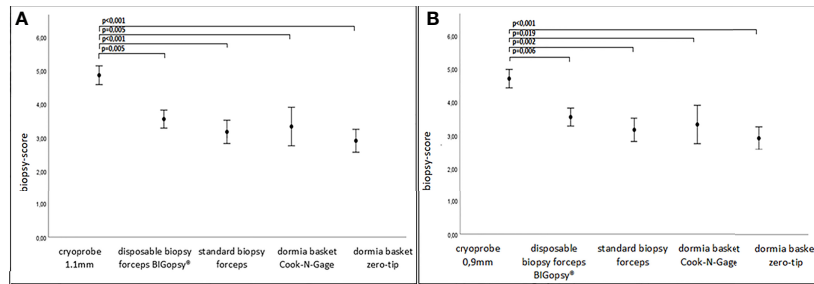 A
p<0,001
p=0,005
p<0,001
p=0,005
6,00
5,00
4,00
3,00
2,00
1,00
0,00
biopsy-score
cryoprobe
1.1mm
disposable biopsy
forceps BIGopsy®
standard biopsy
forceps
dormia basket
Cook-N-Gage
dormia basket
zero-tip
B
p<0,001
p=0,019
p=0,002
p=0,006
6,00
5,00
4,00
3,00
2,00
1,00
0,00
biopsy-score
cryoprobe
0,9mm
disposable
biopsy forceps
BIGopsy®
standard biopsy
forceps
dormia basket
Cook-N-Gage
dormia basket
zero-tip